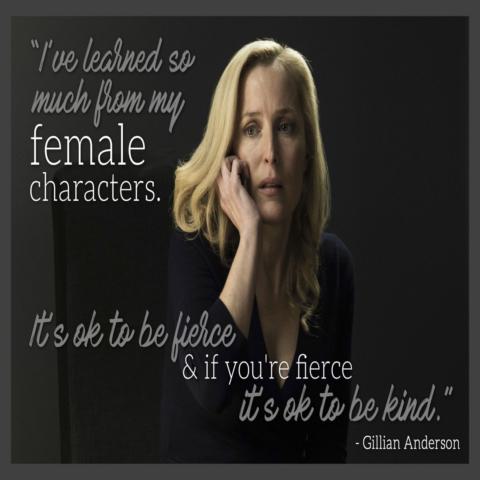 “I've learned so
much from my
female
characters.
It's ok to be fierce
& if you're fierce
it's ok to be kind.”
- Gillian Anderson